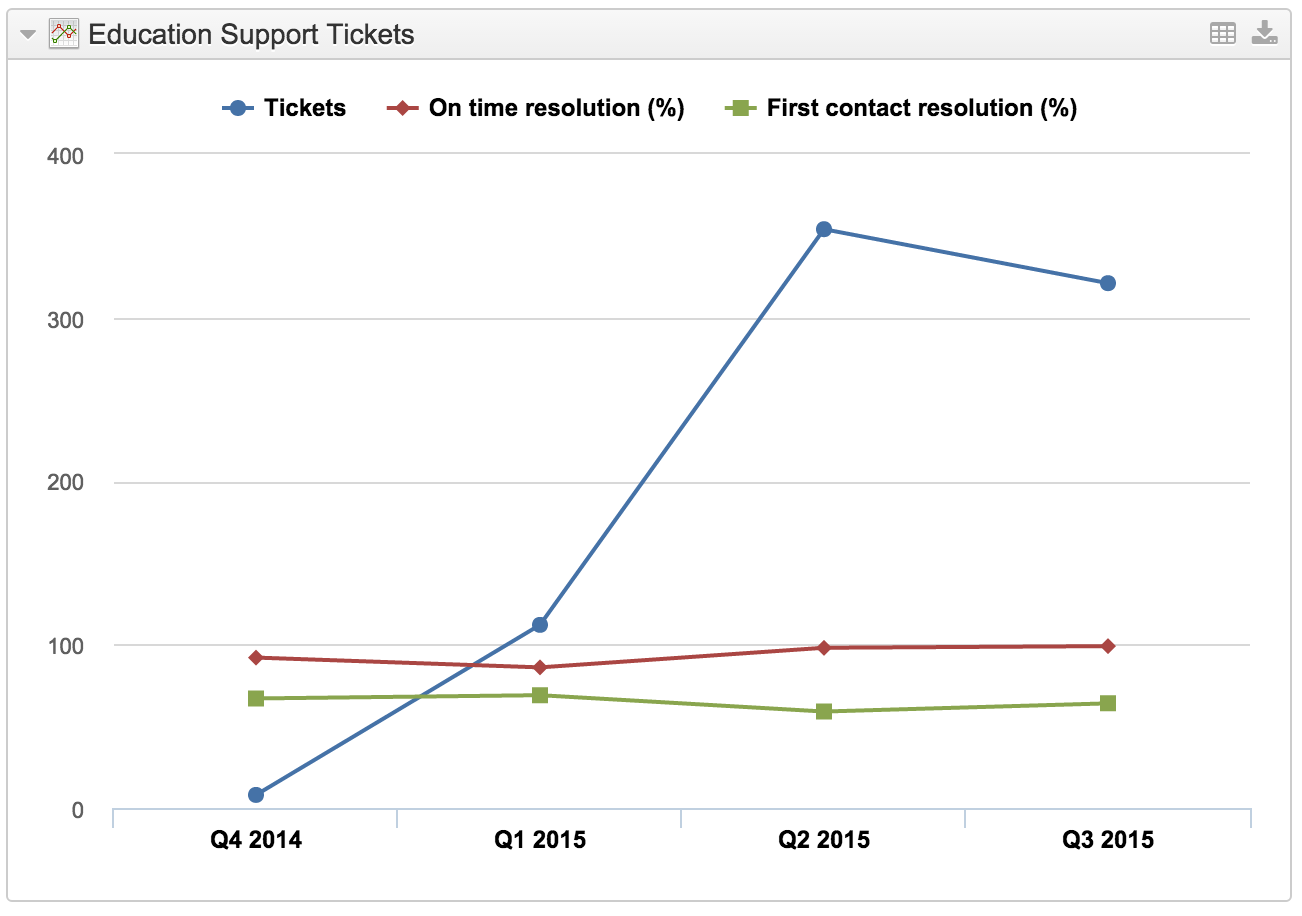 Education Support Tickets
Tickets On time resolution (%) First contact resolution (%)
400
300
200
100
0
Q4 2014 Q1 2015 Q2 2015 Q3 2015